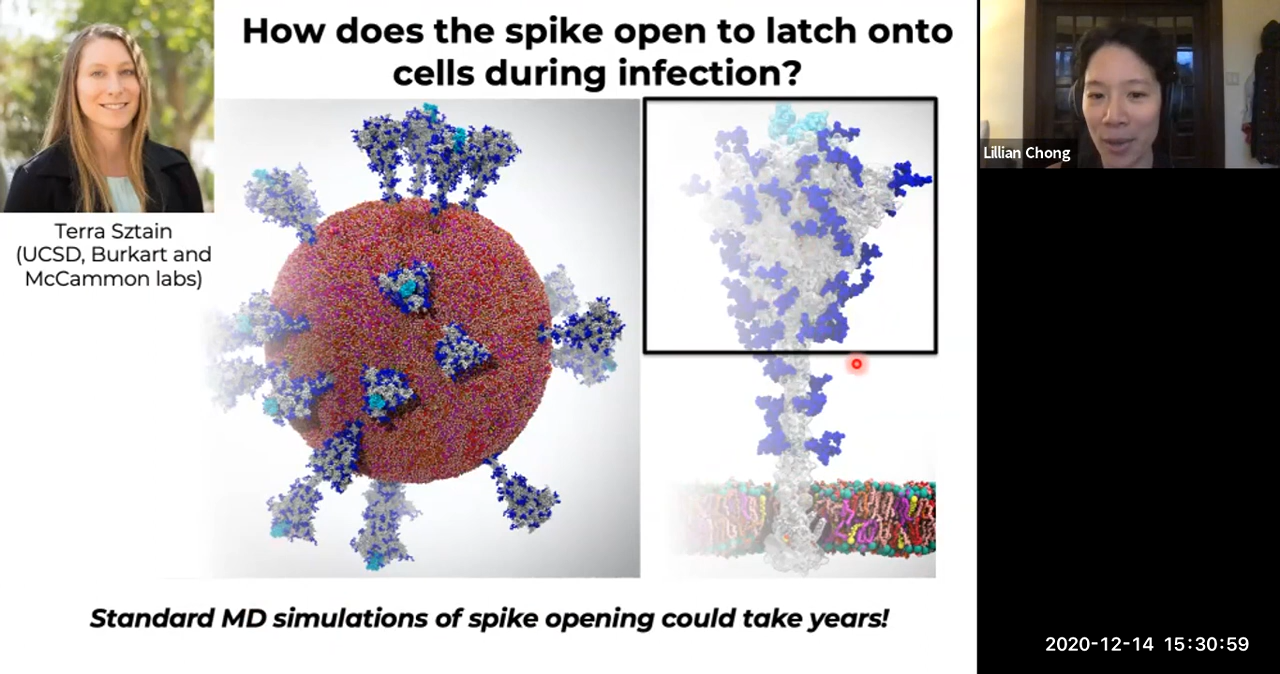 How does the spike open to latch onto
cells during infection?
Terra Sztain
(UCSD, Burkart and
McCammon labs)
Lillian Chong
Standard MD simulations of spike opening could take years!
2020-12-14 15:30:59